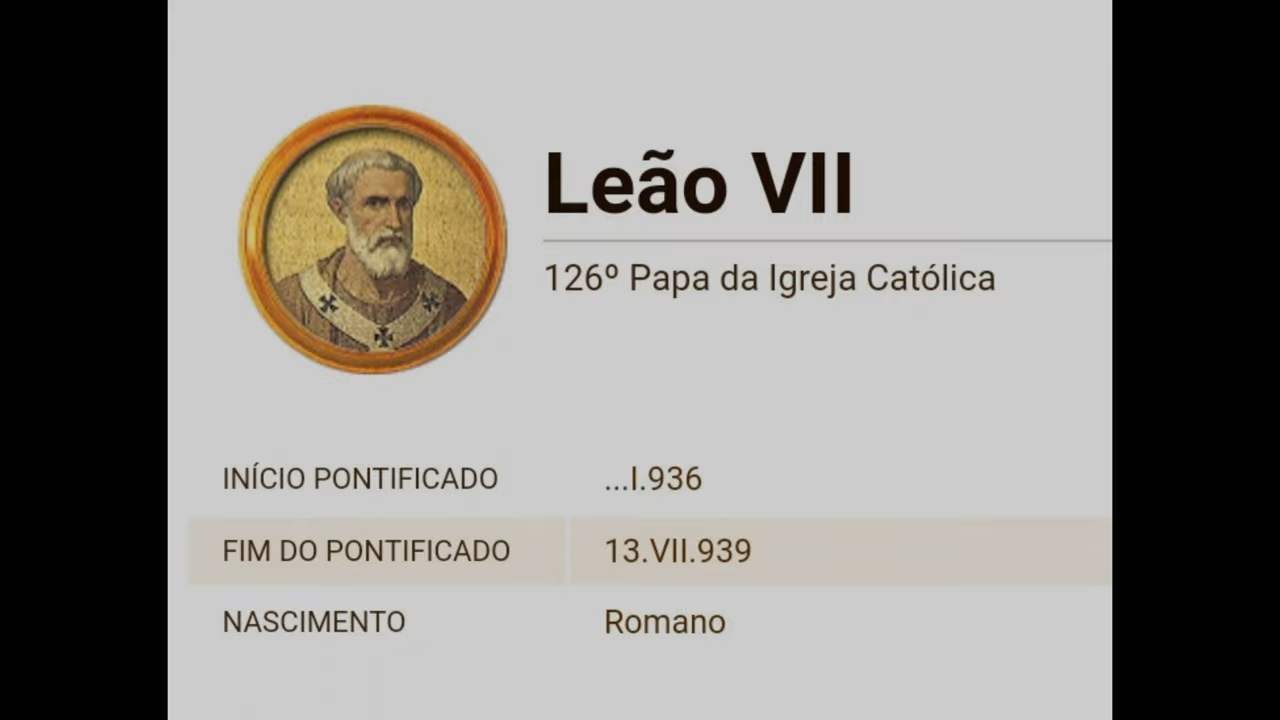 Leão VII
126º Papa da Igreja Católica
INÍCIO PONTIFICADO ...I.936
FIM DO PONTIFICADO 13.VII.939
NASCIMENTO Romano